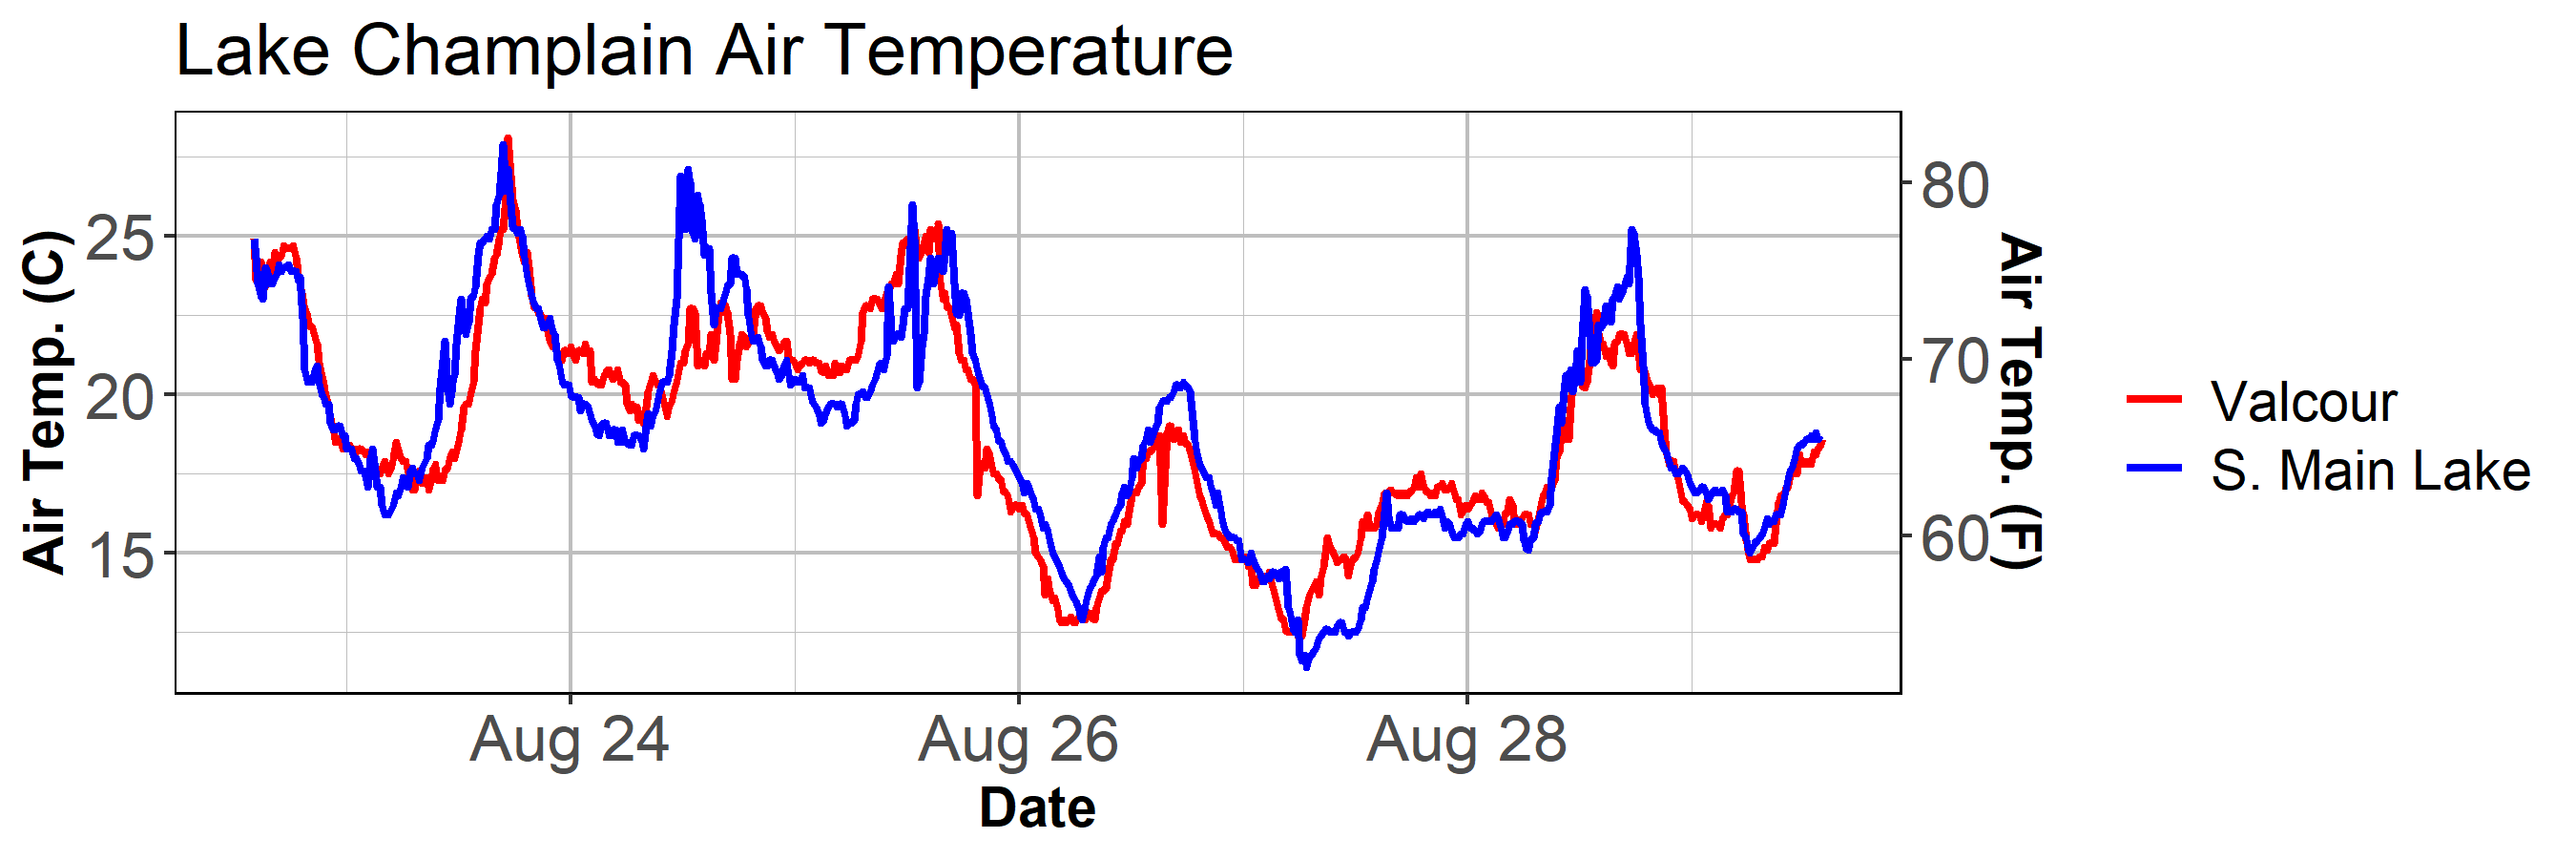 Lake Champlain Air Temperature
Air Temp. (C)
25
20
15
80
70
60
Air Temp. (F)
Aug 24
Aug 26
Aug 28
Date
Valcour
S. Main Lake